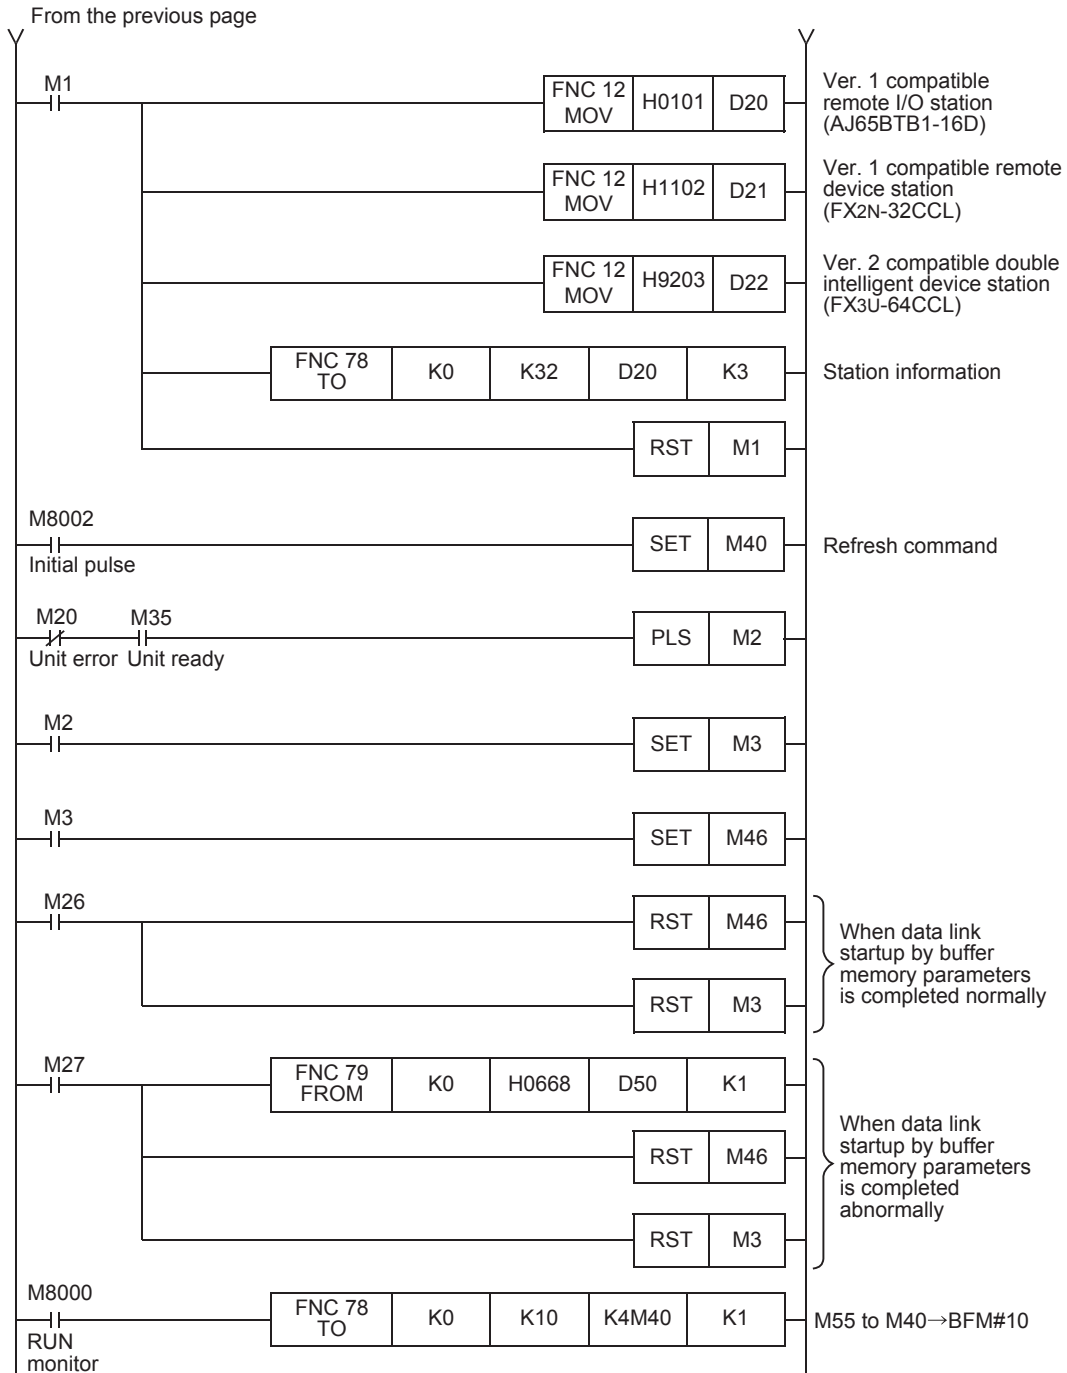 From the previous page
M1
FNC 12
MOV
H0101
D20
Ver. 1 compatible
remote I/O station
(AJ65BTB1-16D)
FNC 12
MOV
H1102
D21
Ver. 1 compatible remote
device station
(FX2N-32CCL)
FNC 12
MOV
H9203
D22
Ver. 2 compatible double
intelligent device station
(FX3U-64CCL)
FNC 78
TO
K0
K32
D20
K3
Station information
RST
M1
M8002
Initial pulse
SET
M40
Refresh command
M20
Unit error
M35
Unit ready
PLS
M2
M2
SET
M3
M3
SET
M46
M26
RST
M46
RST
M3
When data link
startup by buffer
memory parameters
is completed normally
M27
FNC 79
FROM
K0
H0668
D50
K1
RST
M46
RST
M3
When data link
startup by buffer
memory parameters
is completed
abnormally
M8000
RUN
monitor
FNC 78
TO
K0
K10
K4M40
K1
M55 to M40→BFM#10